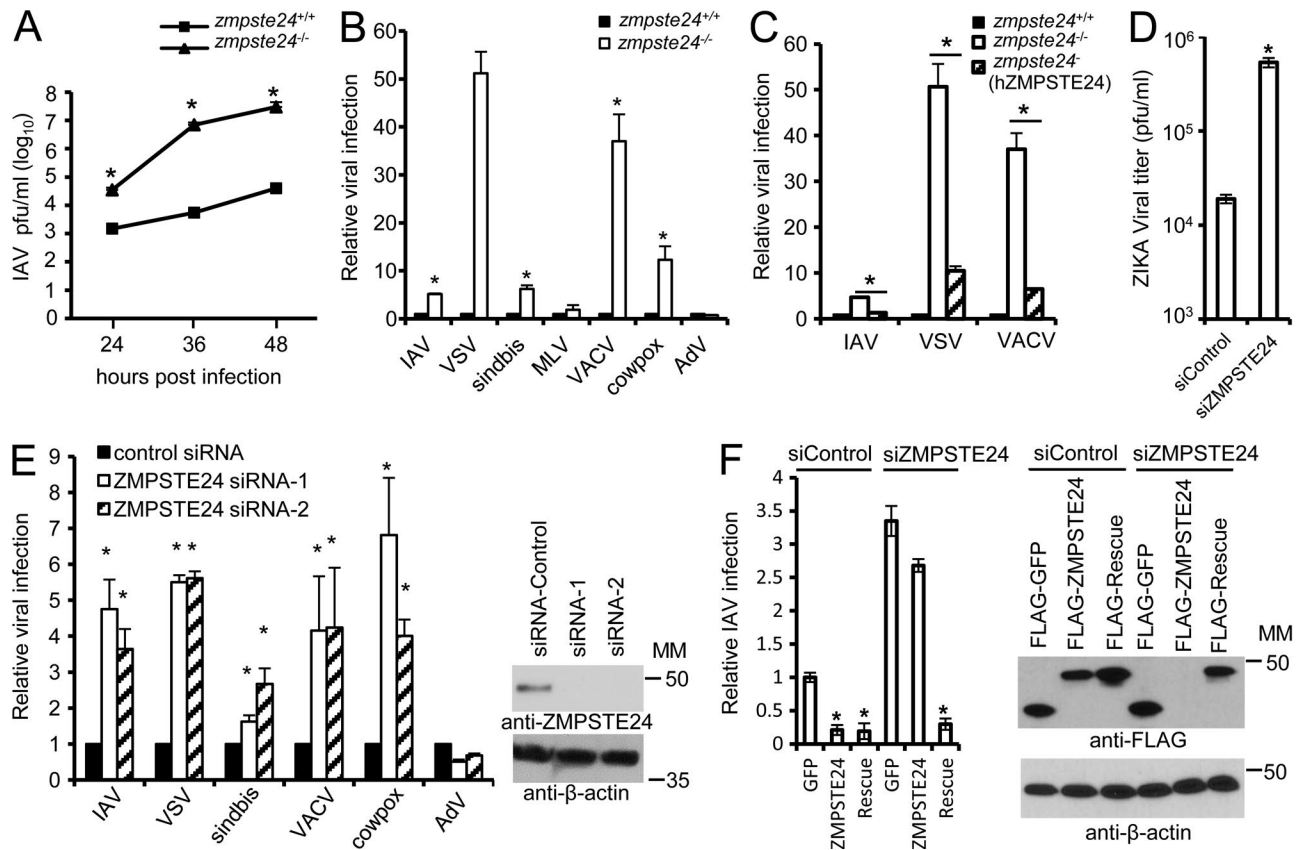 A
zmpste24+/+
zmpste24-/-
IAV pfu/ml (log10)
8
7
6
5
4
3
2
1
0
*
*
*
24
36
48
hours post infection
B
zmpste24+/+
zmpste24-/-
Relative viral infection
60
50
40
30
20
10
0
*
*
*
*
IAV
VSV
sindbis
MLV
VACV
cowpox
AdV
C
zmpste24+/+
zmpste24-/-
zmpste24-
(hZMPSTE24)
Relative viral infection
60
50
40
30
20
10
0
*
*
*
IAV
VSV
VACV
D
ZIKA Viral titer (pfu/ml)
10^6
10^5
10^4
10^3
*
siControl
siZMPSTE24
E
control siRNA
ZMPSTE24 siRNA-1
ZMPSTE24 siRNA-2
Relative viral infection
9
8
7
6
5
4
3
2
1
0
*
*
*
*
*
*
*
*
*
*
IAV
VSV
sindbis
VACV
cowpox
AdV
siRNA-Control
siRNA-1
siRNA-2
MM
50
anti-ZMPSTE24
35
anti-β-actin
F
siControl
siZMPSTE24
Relative IAV infection
4
3.5
3
2.5
2
1.5
1
0.5
0
*
*
*
GFP
ZMPSTE24
Rescue
GFP
ZMPSTE24
Rescue
siControl
siZMPSTE24
FLAG-GFP
FLAG-ZMPSTE24
FLAG-Rescue
FLAG-GFP
FLAG-ZMPSTE24
FLAG-Rescue
MM
50
anti-FLAG
50
anti-β-actin